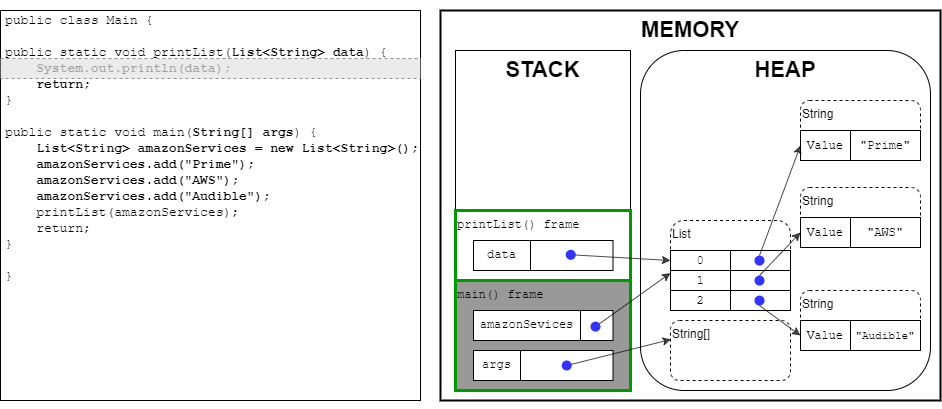 public class Main {
public static void printList(List<String> data) {
System.out.println(data);
return;
}
public static void main(String[] args) {
List<String> amazonServices = new List<String>();
amazonServices.add("Prime");
amazonServices.add("AWS");
amazonServices.add("Audible");
printList(amazonServices);
return;
}
}
MEMORY
STACK
printList() frame
data
main() frame
amazonSevices
args
HEAP
String
Value "Prime"
String
Value "AWS"
List
0
1
2
String
Value "Audible"
String[]